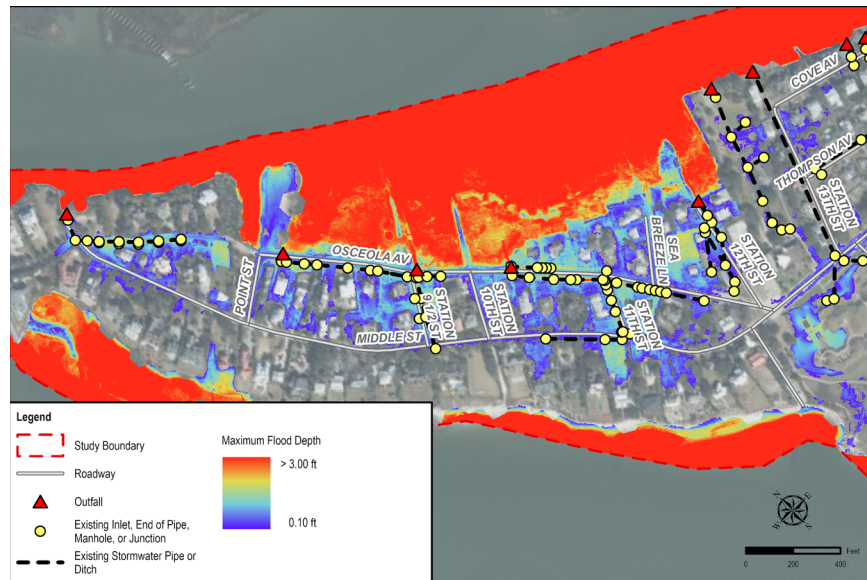 COVE AV
THOMPSON AV
STATION
13TH ST
STATION
12TH ST
SEA
BREEZE LN
OSCEOLA AV
POINT ST
STATION
9 1/2 ST
STATION
10TH ST
STATION
11TH ST
MIDDLE ST
Legend
Study Boundary
Roadway
Outfall
Existing Inlet, End of Pipe,
Manhole, or Junction
Existing Stormwater Pipe or
Ditch
Maximum Flood Depth
> 3.00 ft
0.10 ft
N
E
S
W
Feet
0
200
400